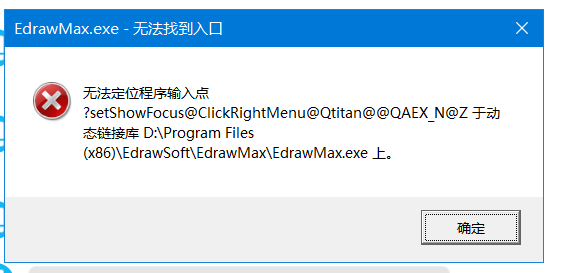 EdrawMax.exe - 无法找到入口
无法定位程序输入点
?setShowFocus@ClickRightMenu@Qtitan@@QAEX_N@Z 于动
态链接库 D:\Program Files
(x86)\EdrawSoft\EdrawMax\EdrawMax.exe 上。
确定